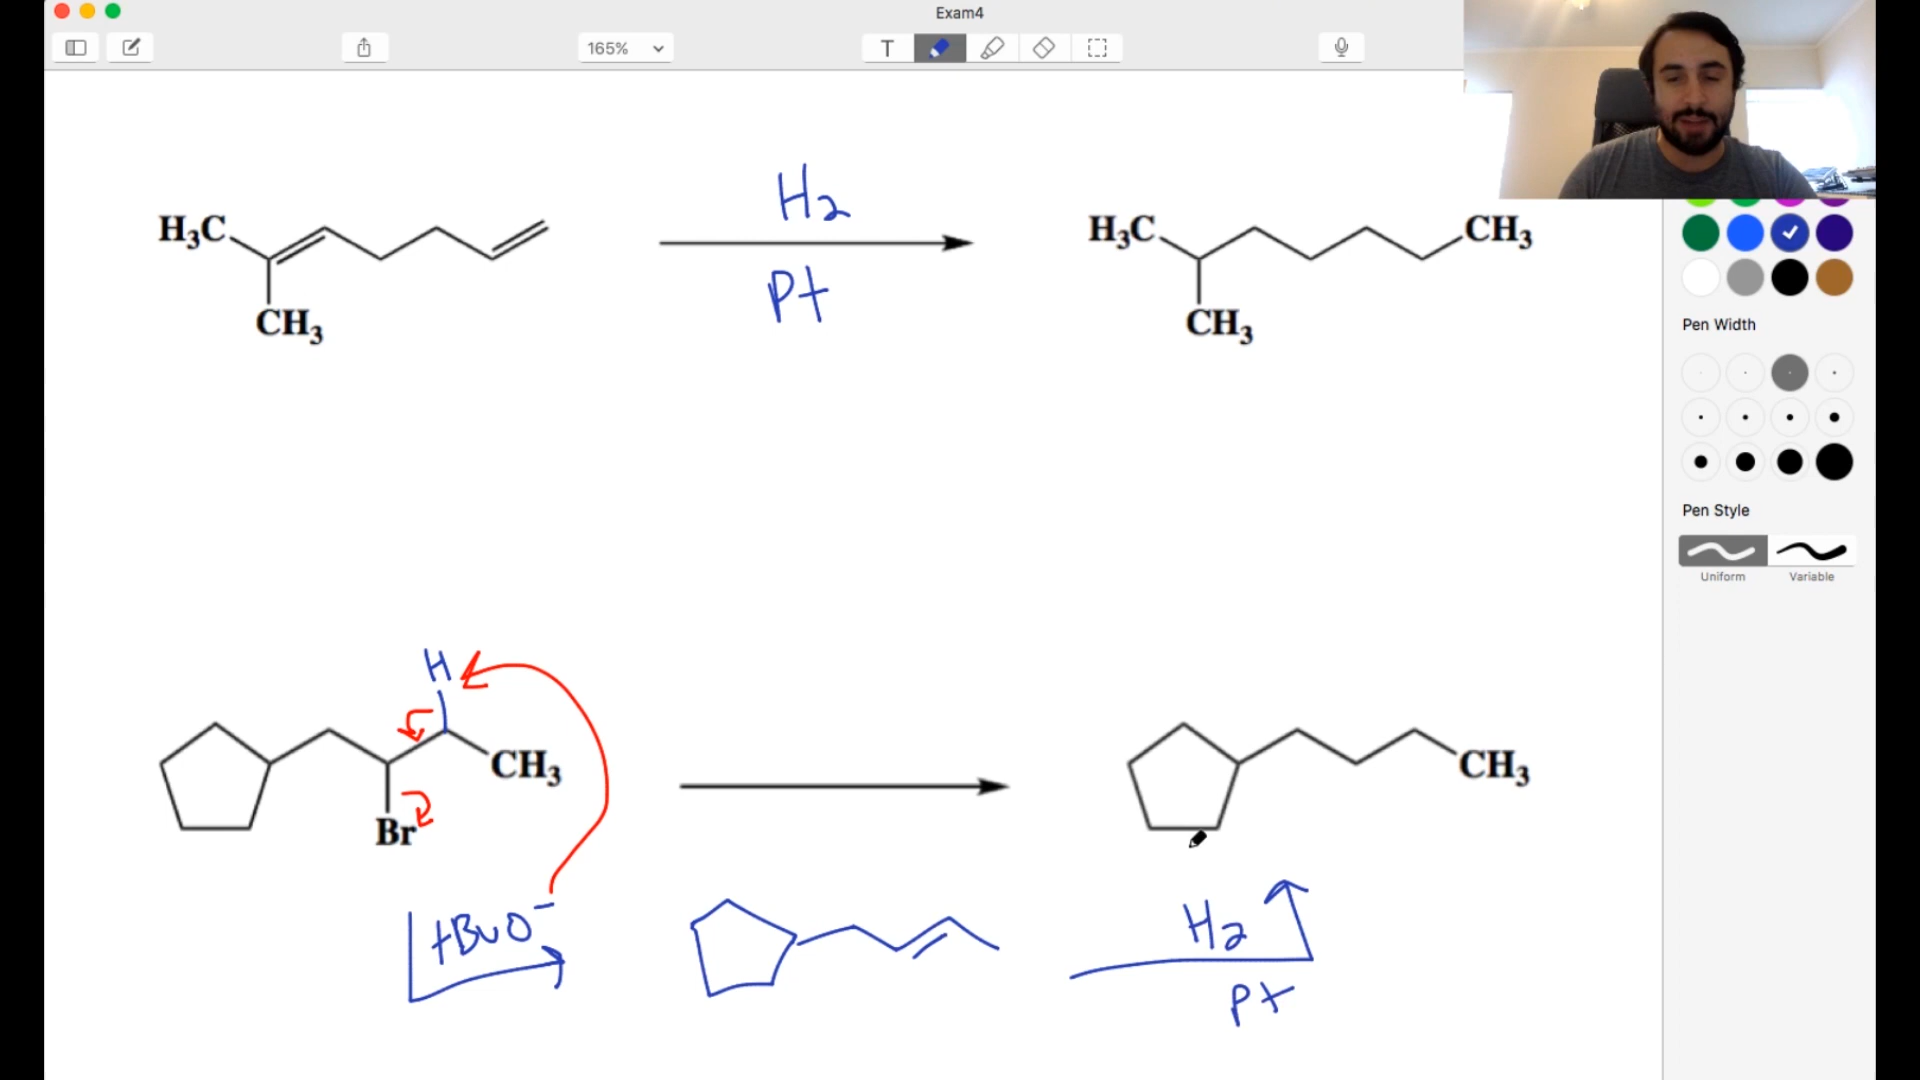 Exam4
165%
T
H₂
H₃C
CH₃
Pt
H₃C
CH₃
CH₃
Pen Width
Pen Style
Uniform
Variable
H
CH₃
Br
CH₃
tBuO⁻
H₂
Pt